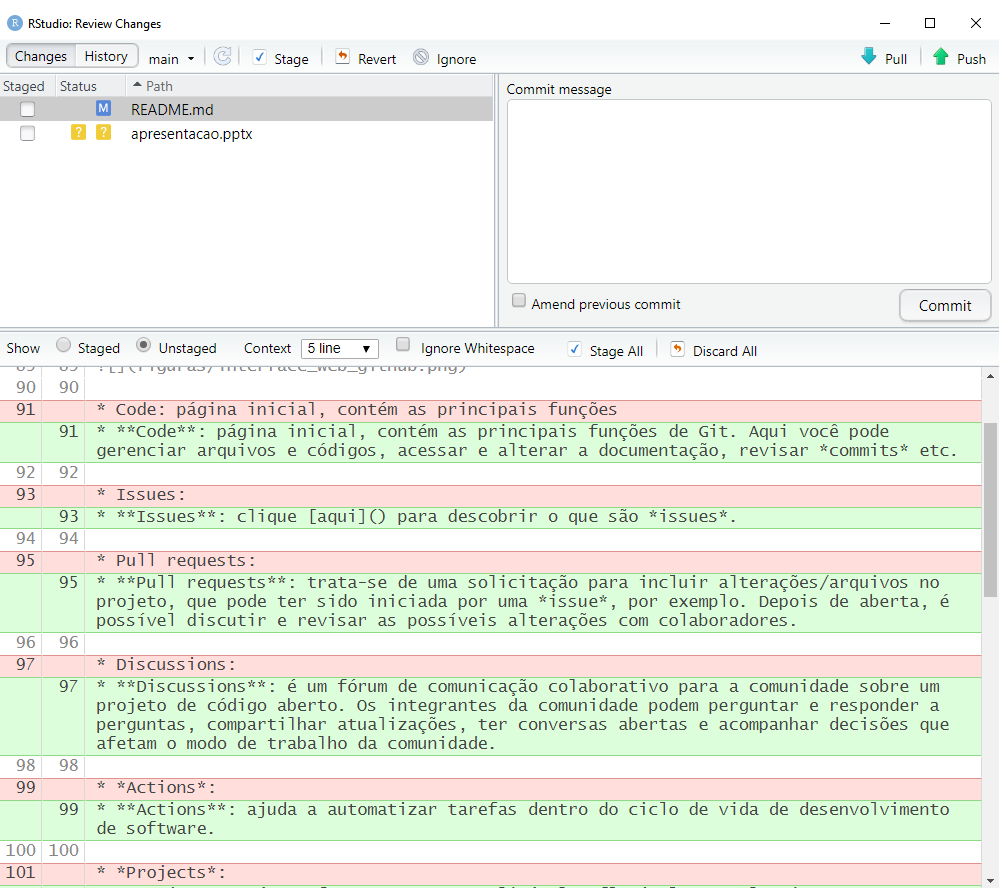 RStudio: Review Changes
Changes History main Stage Revert Ignore Pull Push
Staged Status Path
M README.md
? ? apresentacao.pptx
Commit message
Amend previous commit Commit
Show Staged Unstaged Context 5 line Ignore Whitespace Stage All Discard All
89 89 ![](figuras/interface_web_github.png)
90 90
91 * Code: página inicial, contém as principais funções
91 * **Code**: página inicial, contém as principais funções de Git. Aqui você pode
gerenciar arquivos e códigos, acessar e alterar a documentação, revisar *commits* etc.
92 92
93 * Issues:
93 * **Issues**: clique [aqui]() para descobrir o que são *issues*.
94 94
95 * Pull requests:
95 * **Pull requests**: trata-se de uma solicitação para incluir alterações/arquivos no
projeto, que pode ter sido iniciada por uma *issue*, por exemplo. Depois de aberta, é
possível discutir e revisar as possíveis alterações com colaboradores.
96 96
97 * Discussions:
97 * **Discussions**: é um fórum de comunicação colaborativo para a comunidade sobre um
projeto de código aberto. Os integrantes da comunidade podem perguntar e responder a
perguntas, compartilhar atualizações, ter conversas abertas e acompanhar decisões que
afetam o modo de trabalho da comunidade.
98 98
99 * *Actions*:
99 * **Actions**: ajuda a automatizar tarefas dentro do ciclo de vida de desenvolvimento
de software.
100 100
101 * *Projects*: